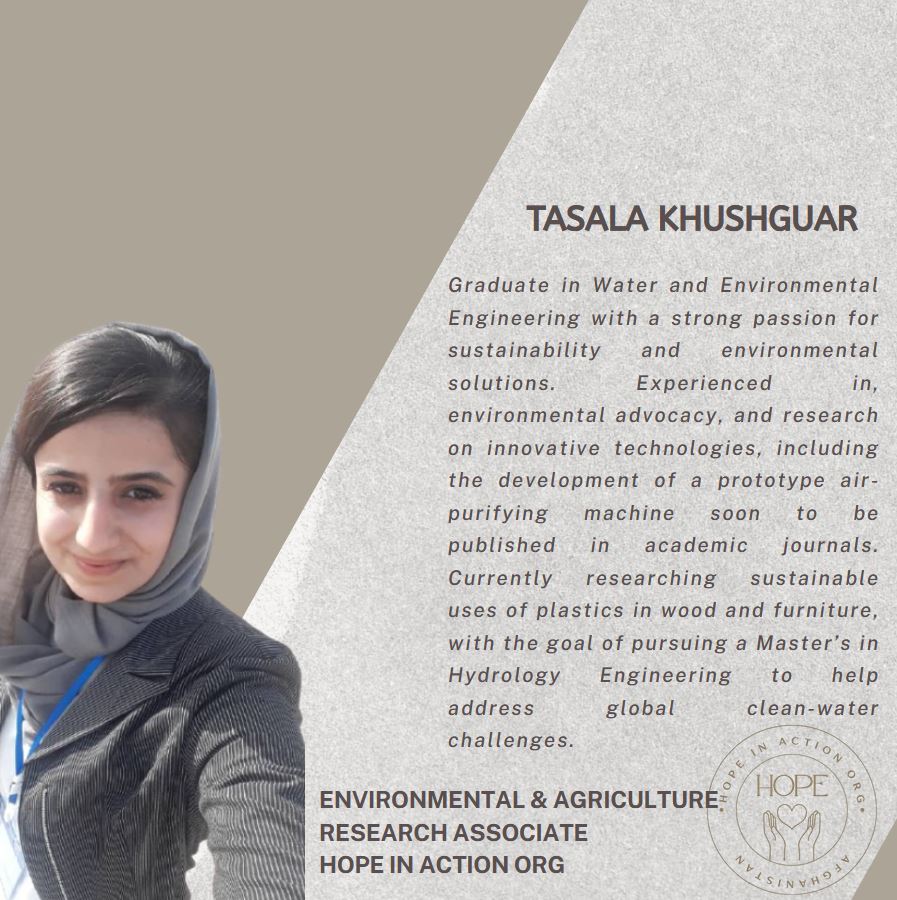 TASALA KHUSHGUAR
Graduate in Water and Environmental
Engineering with a strong passion for
sustainability and environmental
solutions. Experienced in,
environmental advocacy, and research
on innovative technologies, including
the development of a prototype air-
purifying machine soon to be
published in academic journals.
Currently researching sustainable
uses of plastics in wood and furniture,
with the goal of pursuing a Master's in
Hydrology Engineering to help
address global clean-water
challenges.
ENVIRONMENTAL & AGRICULTURE
RESEARCH ASSOCIATE
HOPE IN ACTION ORG
•HOPE IN ACTION ORG•
HOPE
AFGHANISTAN